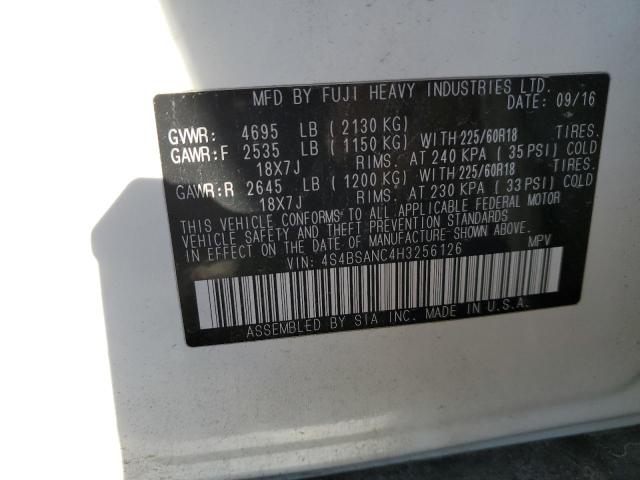 MFD BY FUJI HEAVY INDUSTRIES LTD.
DATE: 09/16
GVWR: 4695 LB ( 2130 KG)
GAWR:F 2535 LB ( 1150 KG) WITH 225/60R18 TIRES.
18X7J RIMS. AT 240 KPA ( 35 PSI) COLD
GAWR:R 2645 LB ( 1200 KG) WITH 225/60R18 TIRES.
18X7J RIMS. AT 230 KPA ( 33 PSI) COLD
THIS VEHICLE CONFORMS TO ALL APPLICABLE FEDERAL MOTOR
VEHICLE SAFETY AND THEFT PREVENTION STANDARDS
IN EFFECT ON THE DATE OF MANUFACTURE SHOWN ABOVE.
VIN: 4S4BSANC4H3256126 MPV
ASSEMBLED BY SIA INC. MADE IN U.S.A.